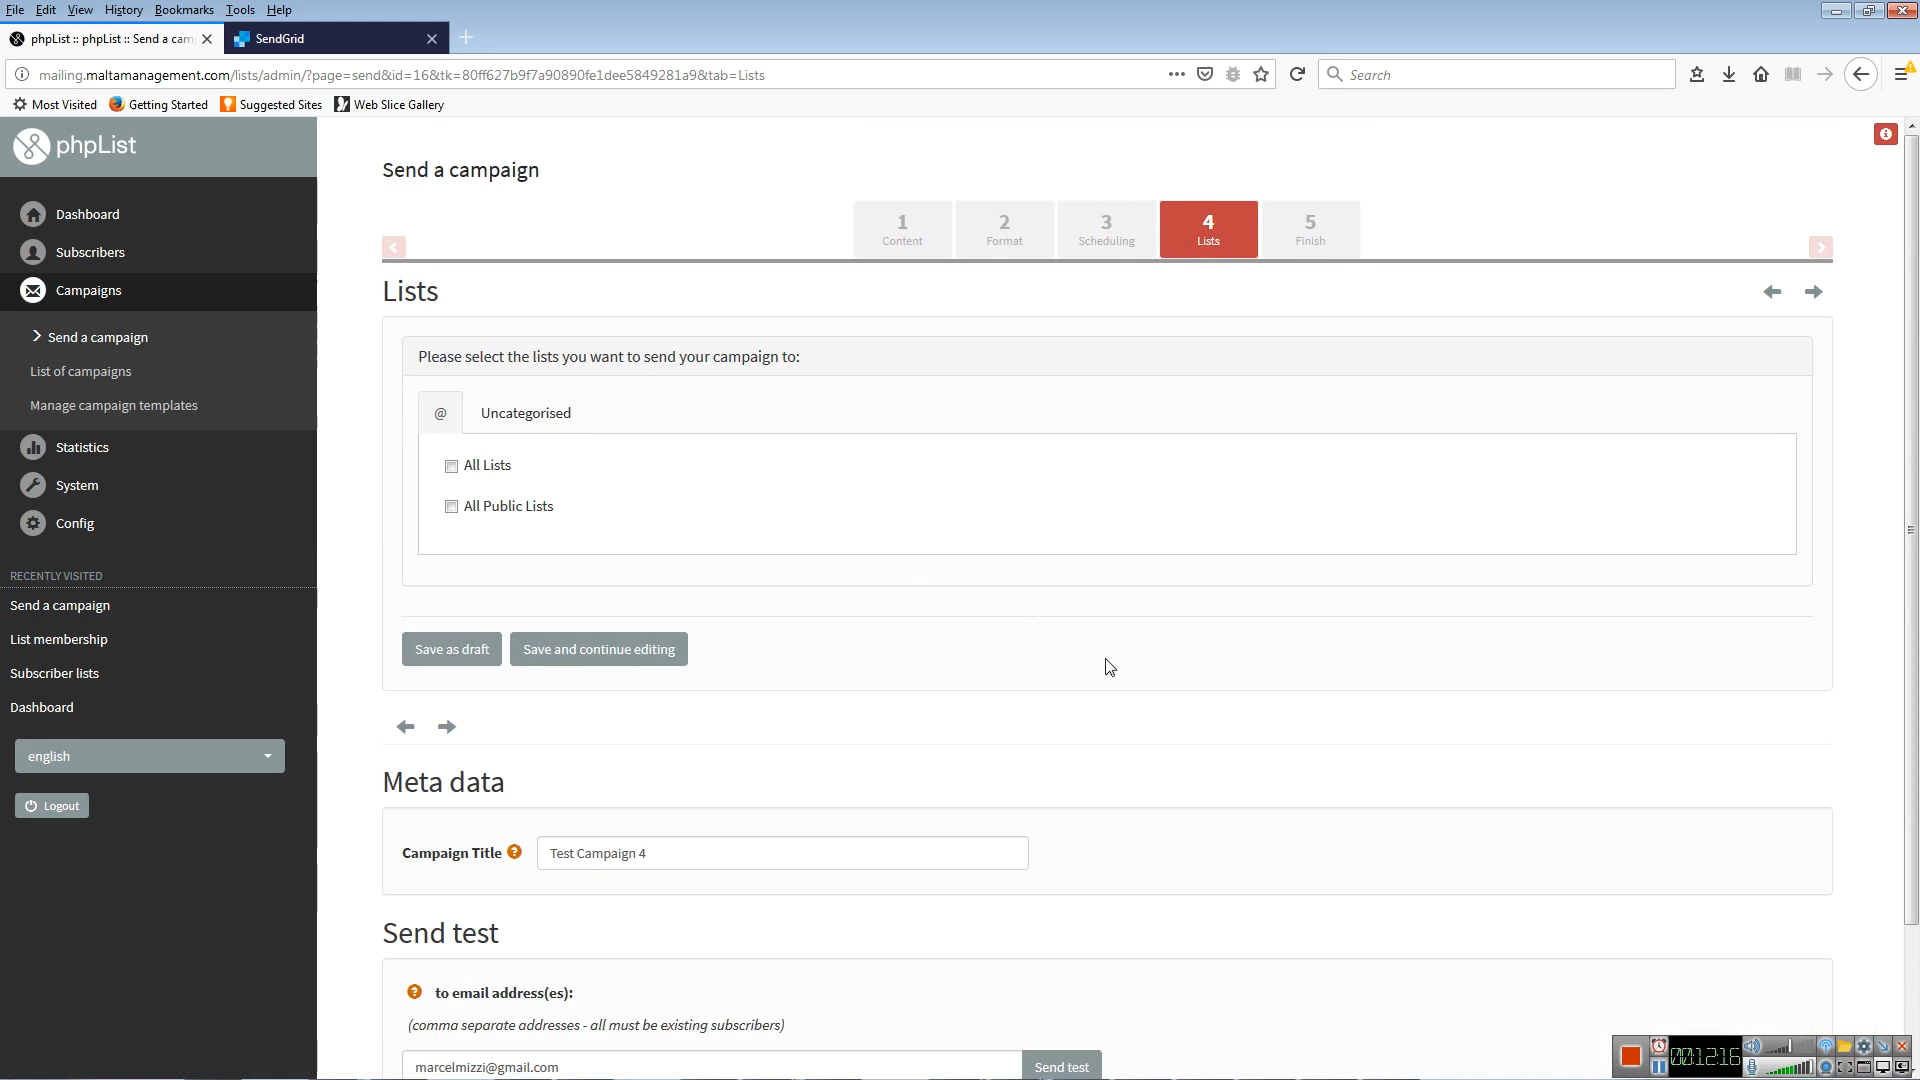 File Edit View History Bookmarks Tools Help
phpList :: phpList :: Send a cam
SendGrid
mailing.maltamanagement.com/lists/admin/?page=send&id=16&tk=80ff627b9f7a90890fe1dee5849281a9&tab=Lists
Search
Most Visited Getting Started Suggested Sites Web Slice Gallery
phpList
Dashboard
Subscribers
Campaigns
Send a campaign
List of campaigns
Manage campaign templates
Statistics
System
Config
RECENTLY VISITED
Send a campaign
List membership
Subscriber lists
Dashboard
english
Logout
Send a campaign
1 Content
2 Format
3 Scheduling
4 Lists
5 Finish
Lists
Please select the lists you want to send your campaign to:
@ Uncategorised
All Lists
All Public Lists
Save as draft Save and continue editing
Meta data
Campaign Title Test Campaign 4
Send test
to email address(es):
(comma separate addresses - all must be existing subscribers)
marcelmizzi@gmail.com Send test
00:12:16